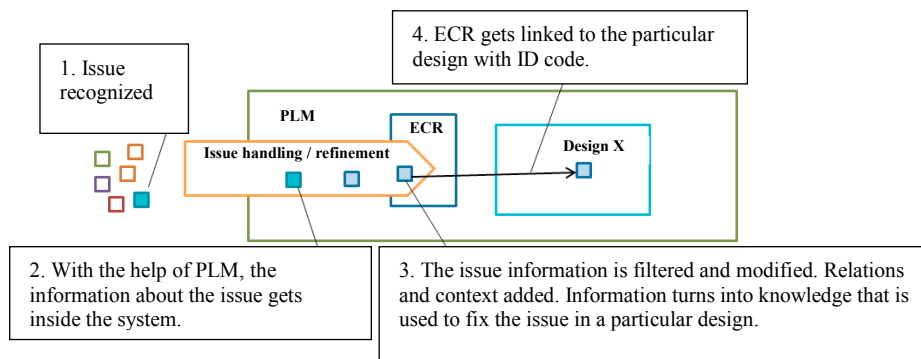 4. ECR gets linked to the particular
design with ID code.
1. Issue
recognized
PLM
ECR
Issue handling / refinement
Design X
2. With the help of PLM, the
information about the issue gets
inside the system.
3. The issue information is filtered and modified. Relations
and context added. Information turns into knowledge that is
used to fix the issue in a particular design.